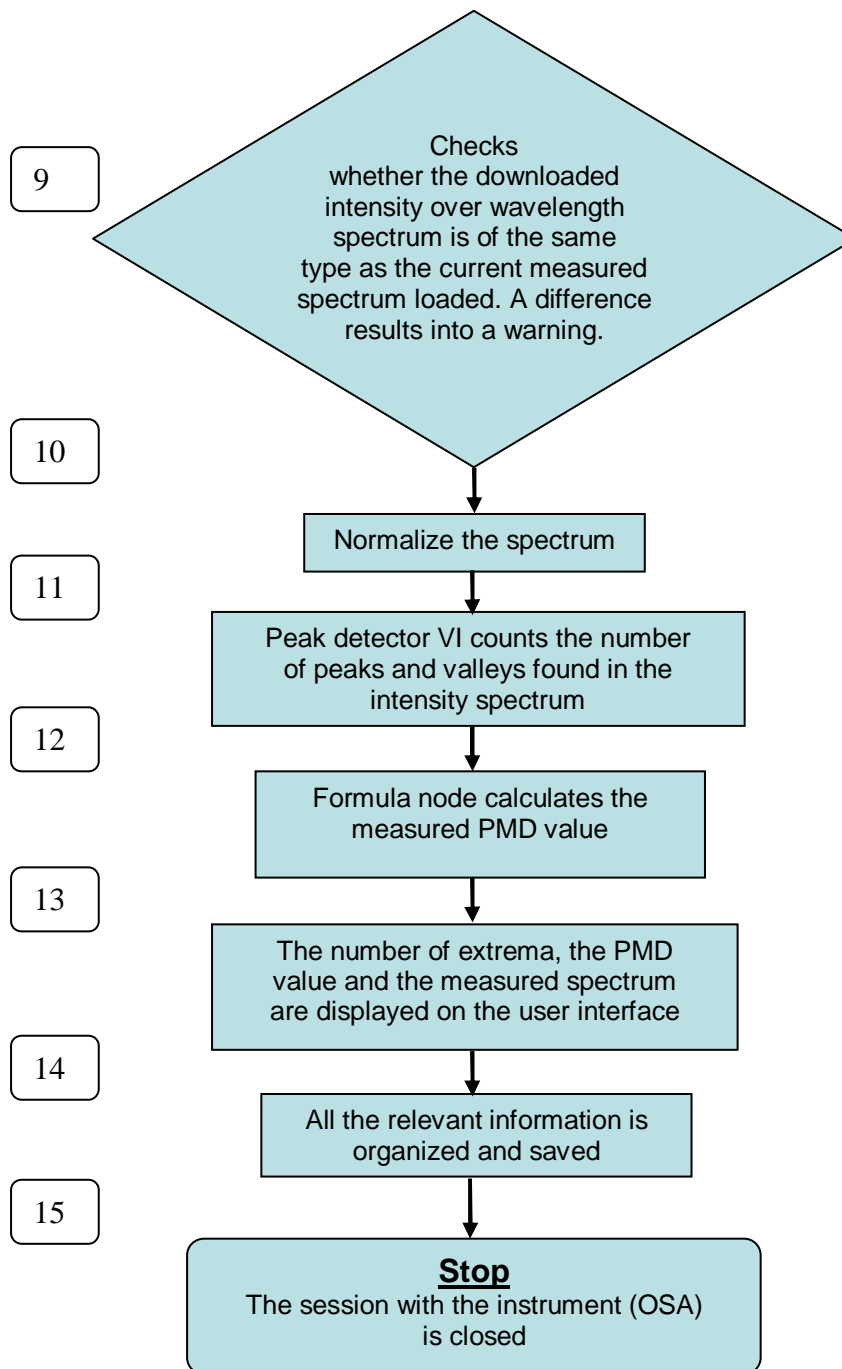 9
Checks
whether the downloaded
intensity over wavelength
spectrum is of the same
type as the current measured
spectrum loaded. A difference
results into a warning.
10
Normalize the spectrum
11
Peak detector VI counts the number
of peaks and valleys found in the
intensity spectrum
12
Formula node calculates the
measured PMD value
13
The number of extrema, the PMD
value and the measured spectrum
are displayed on the user interface
14
All the relevant information is
organized and saved
15
Stop
The session with the instrument (OSA)
is closed